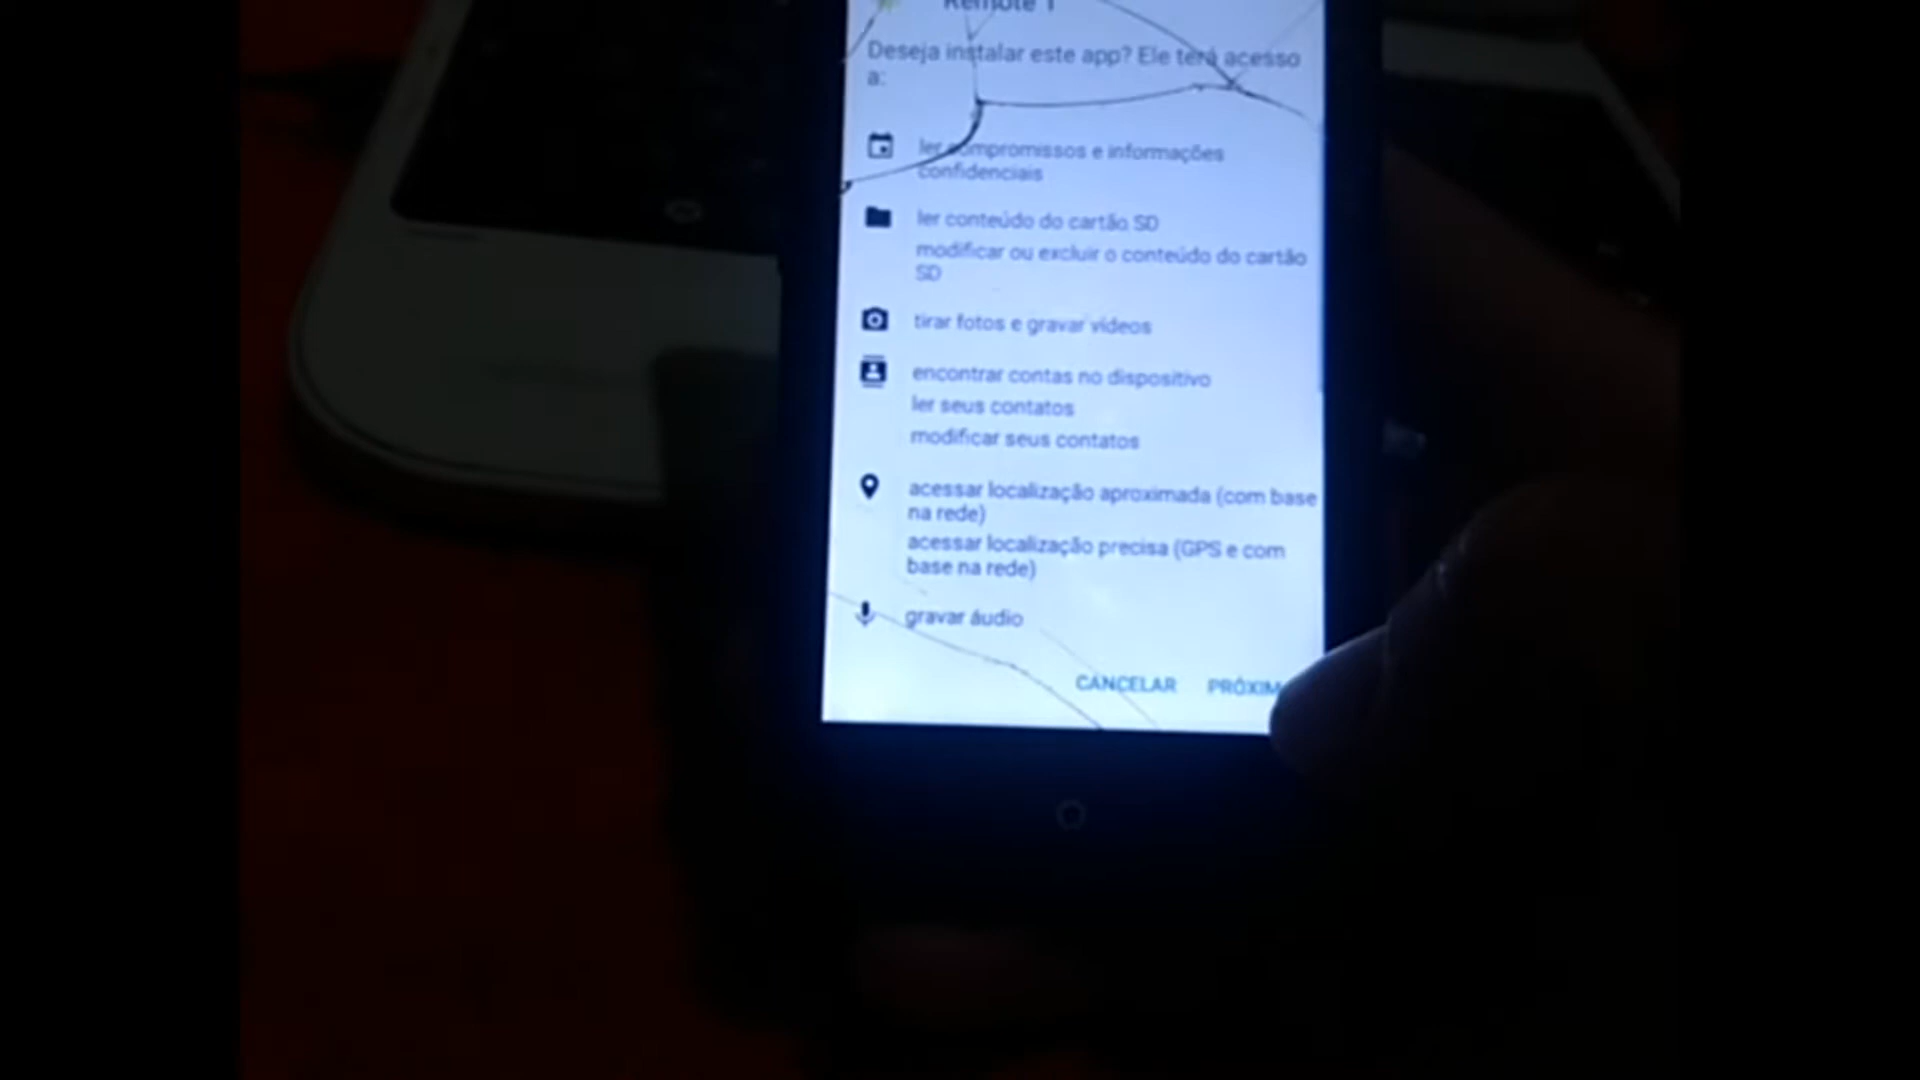 Remote 1
Deseja instalar este app? Ele terá acesso
a:
ler compromissos e informações
confidenciais
ler conteúdo do cartão SD
modificar ou excluir o conteúdo do cartão
SD
tirar fotos e gravar vídeos
encontrar contas no dispositivo
ler seus contatos
modificar seus contatos
acessar localização aproximada (com base
na rede)
acessar localização precisa (GPS e com
base na rede)
gravar áudio
CANCELAR PRÓXIM